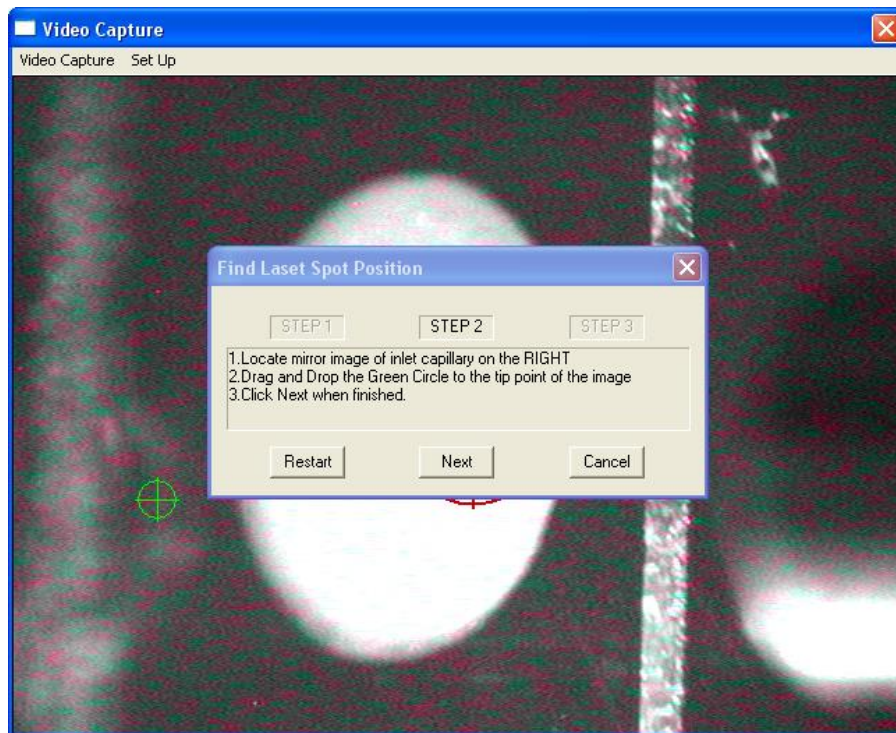 Video Capture
Video Capture Set Up
Find Laset Spot Position
STEP 1 STEP 2 STEP 3
1.Locate mirror image of inlet capillary on the RIGHT
2.Drag and Drop the Green Circle to the tip point of the image
3.Click Next when finished.
Restart Next Cancel